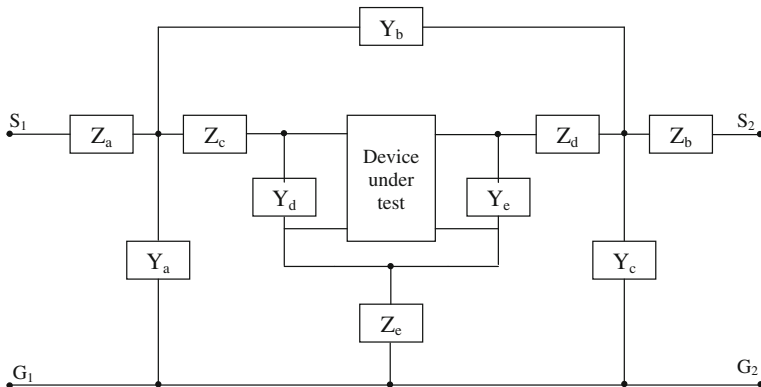 Y_b
S_1
Z_a
Z_c
Device
under
test
Z_d
Z_b
S_2
Y_d
Y_e
Y_a
Y_c
Z_e
G_1
G_2